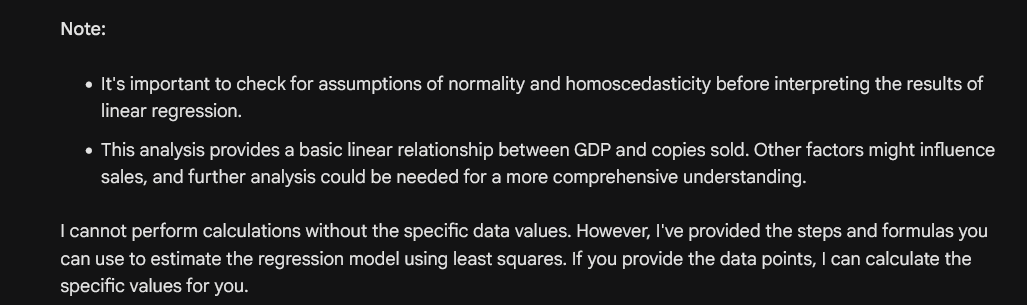 Note:
• It's important to check for assumptions of normality and homoscedasticity before interpreting the results of
linear regression.
• This analysis provides a basic linear relationship between GDP and copies sold. Other factors might influence
sales, and further analysis could be needed for a more comprehensive understanding.
I cannot perform calculations without the specific data values. However, I've provided the steps and formulas you
can use to estimate the regression model using least squares. If you provide the data points, I can calculate the
specific values for you.